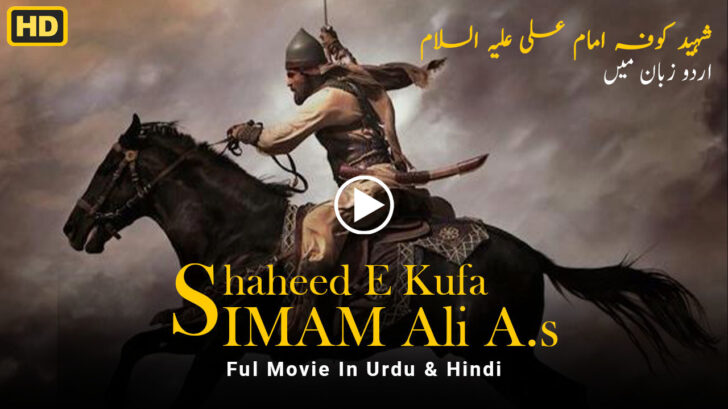 HD
شہید کوفہ امام علی علیہ السلام
اردو زبان میں
Shaheed E Kufa
IMAM Ali A.s
Ful Movie In Urdu & Hindi